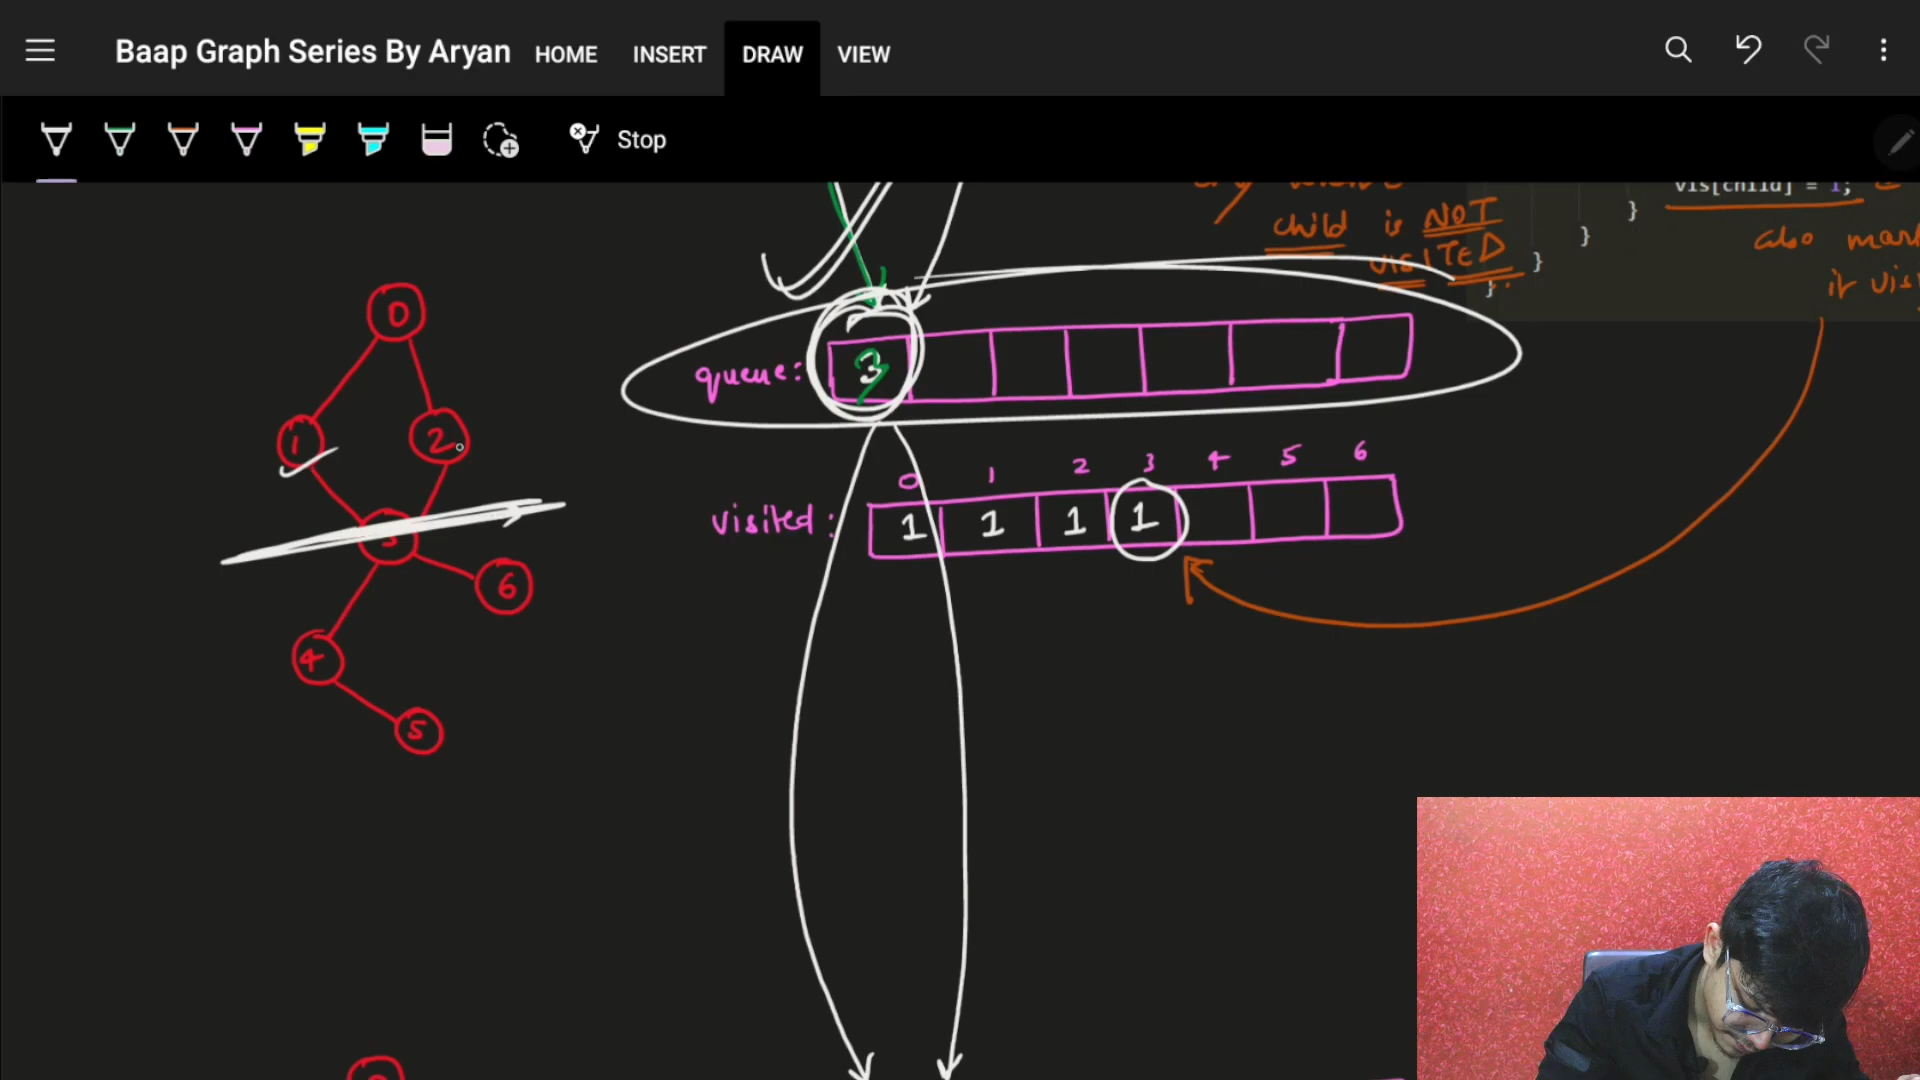 Baap Graph Series By Aryan HOME INSERT DRAW VIEW
Stop
vis[child] = 1;
child is NOT
VISITED
}
}
}
};
also mark
it vis
0
1
2
3
6
4
5
queue: 3
0 1 2 3 4 5 6
visited: 1 1 1 1